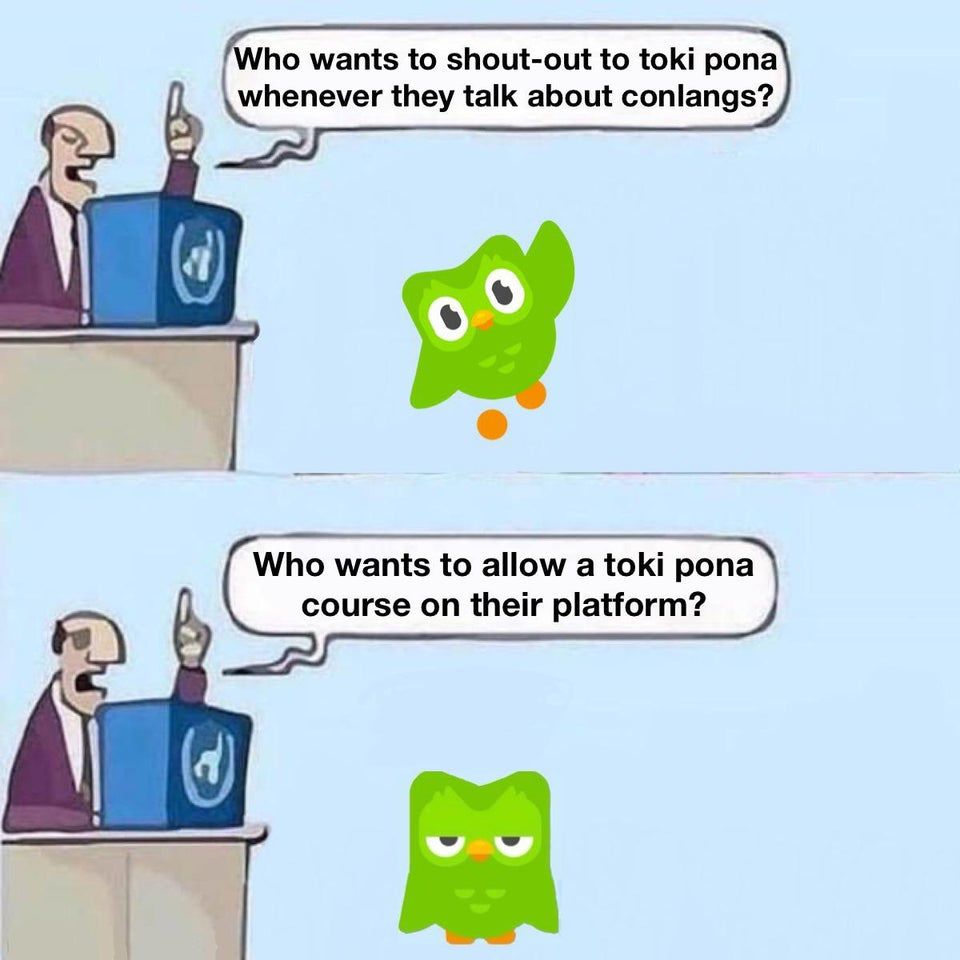 Who wants to shout-out to toki pona
whenever they talk about conlangs?
Who wants to allow a toki pona
course on their platform?